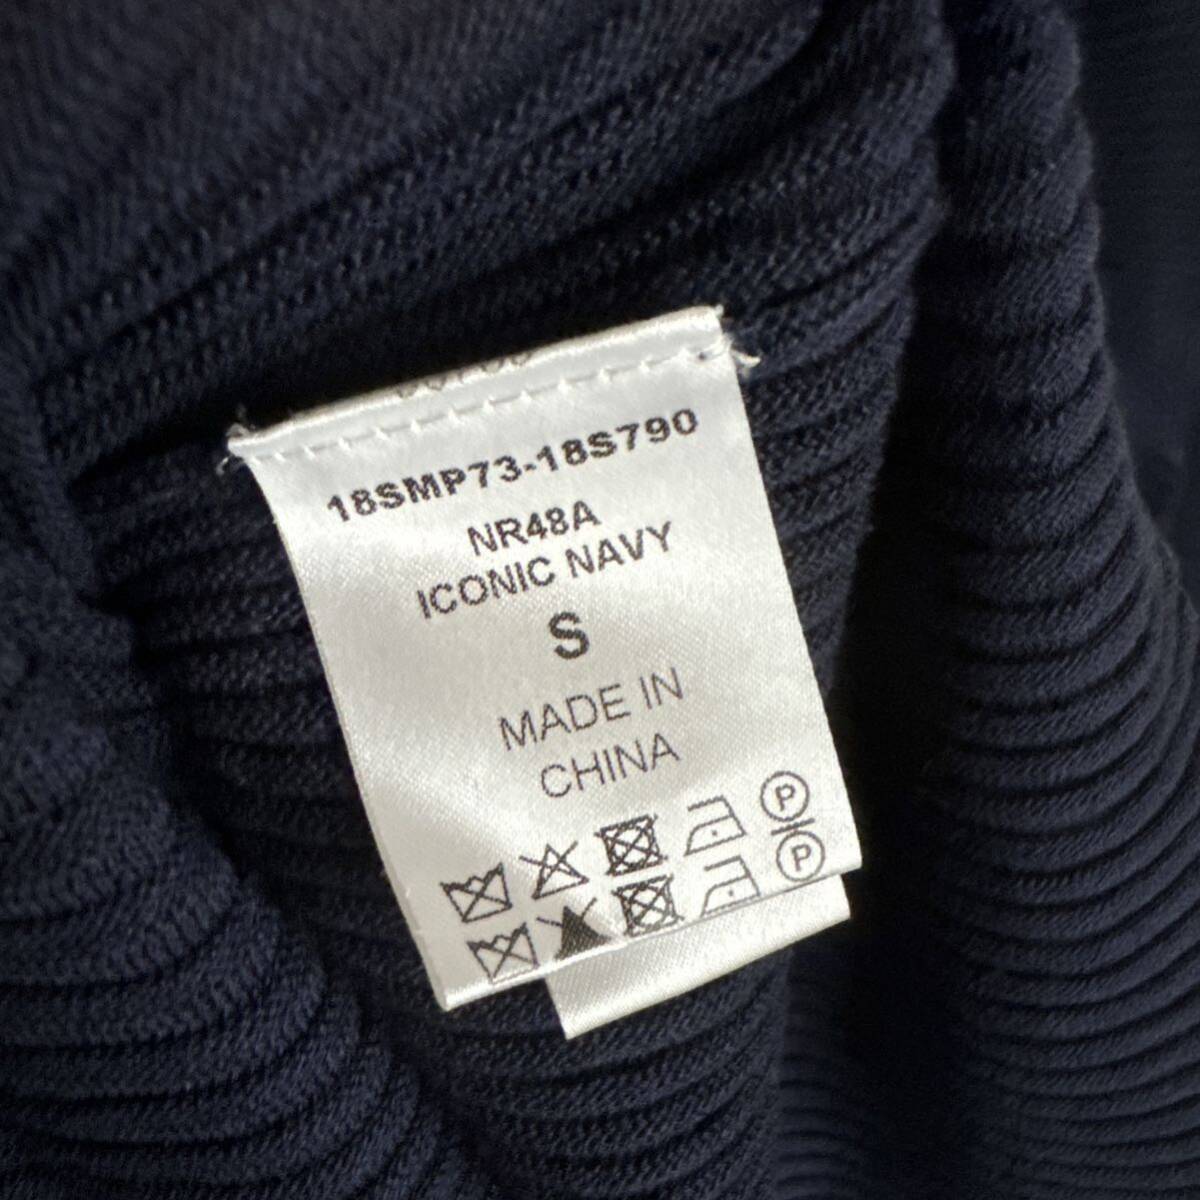 18SMP73-18S790
NR48A
ICONIC NAVY
S
MADE IN
CHINA
P
P